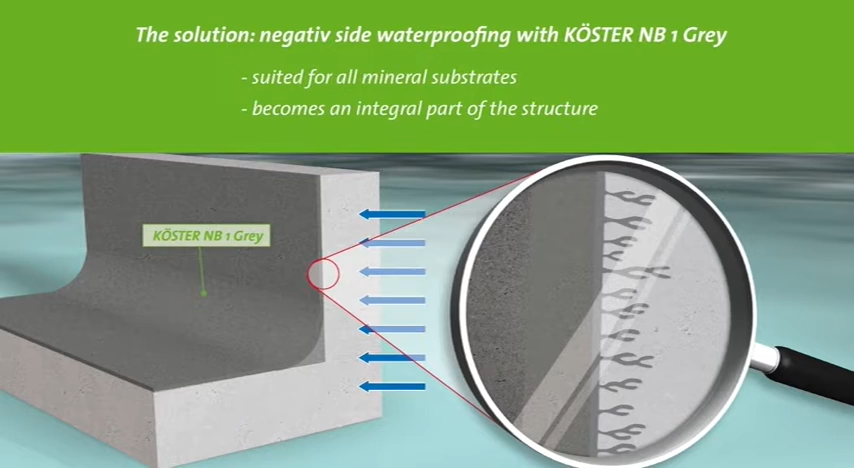 The solution: negativ side waterproofing with KÖSTER NB 1 Grey
- suited for all mineral substrates
- becomes an integral part of the structure
KÖSTER NB 1 Grey